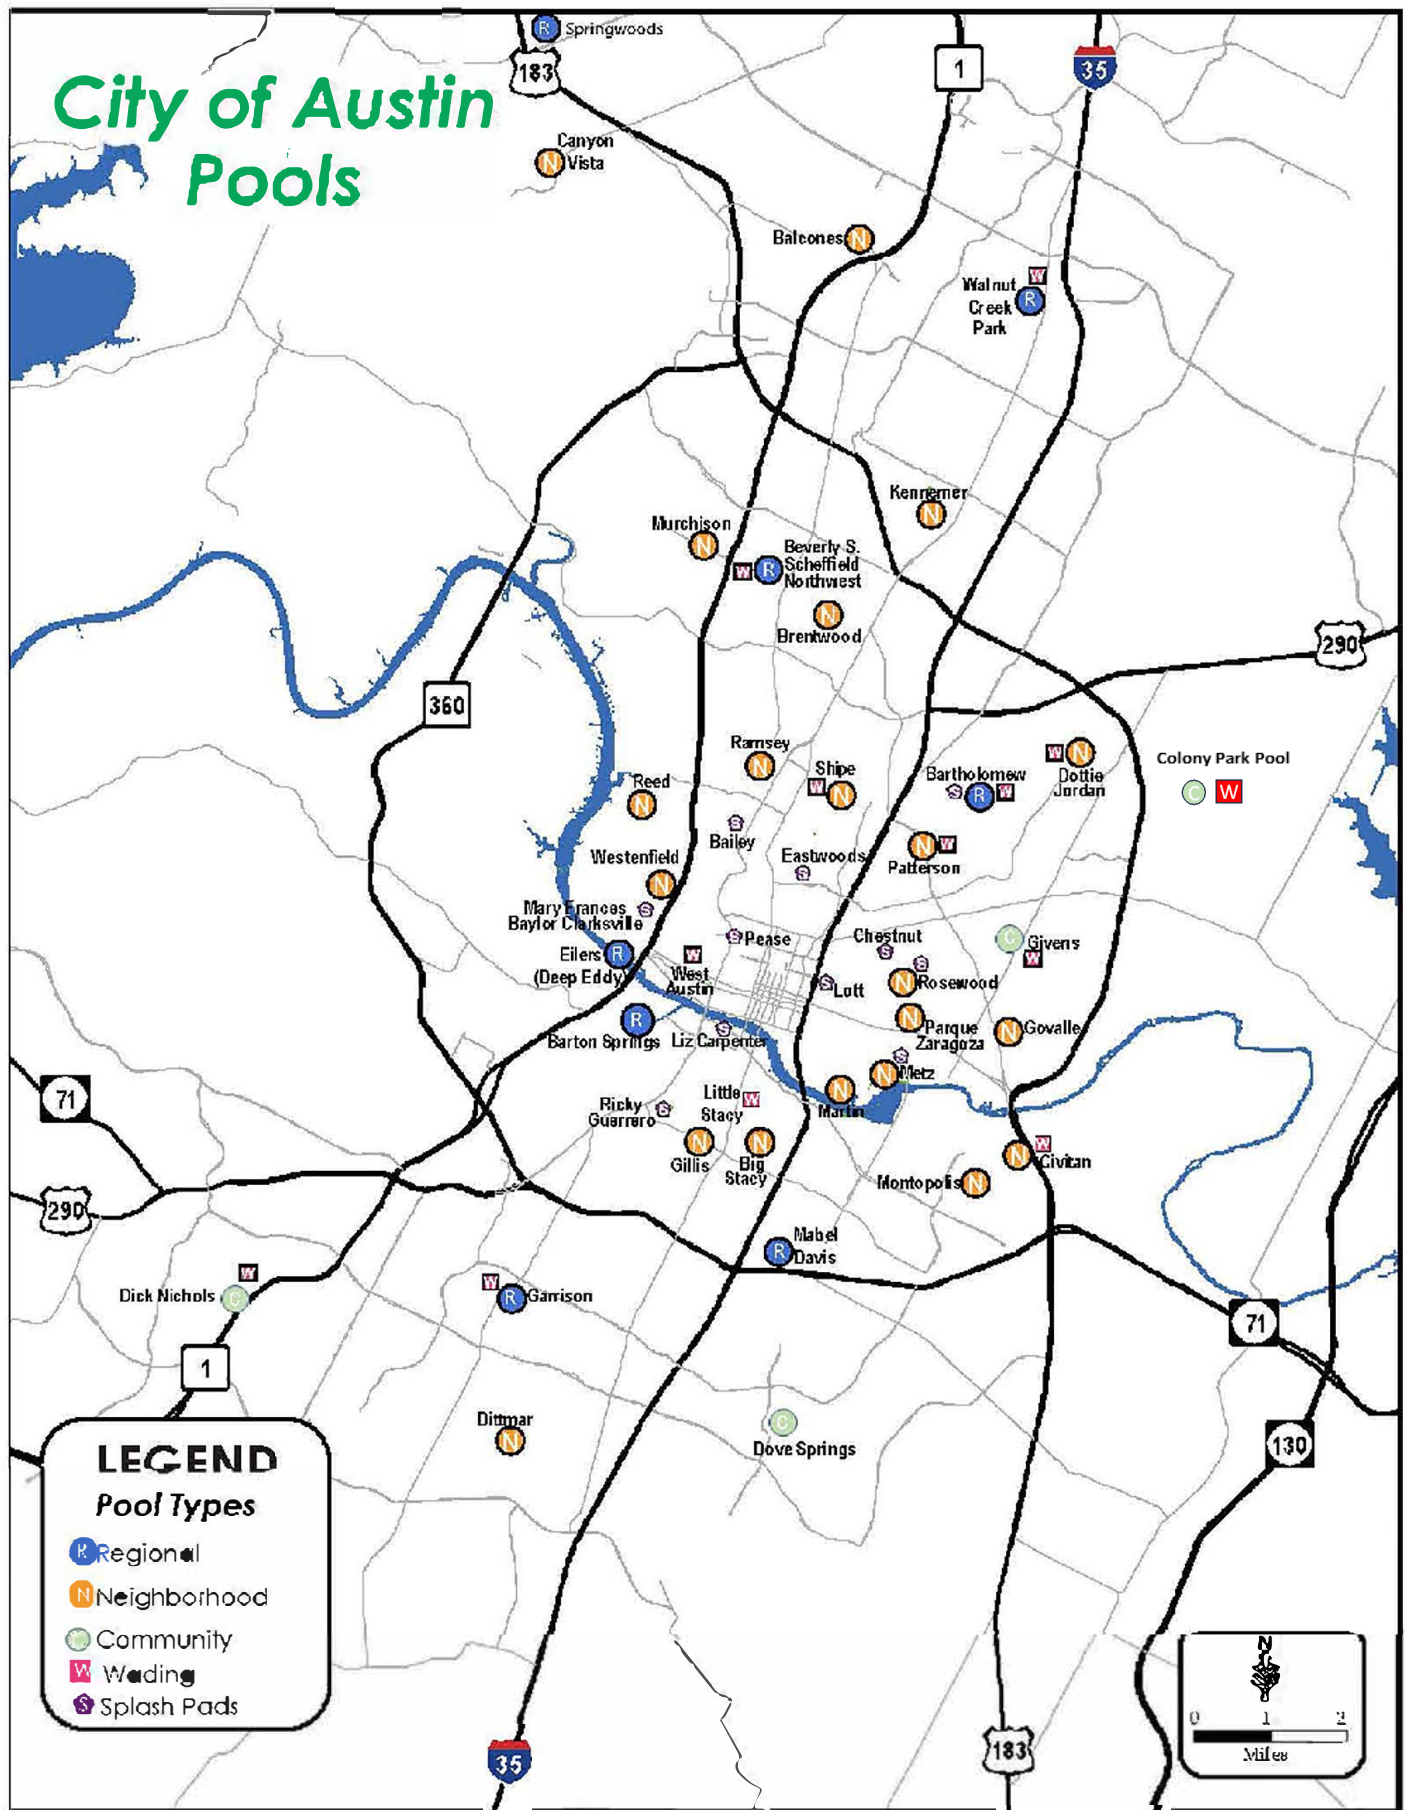 City of Austin
Pools
R Springwoods
183
1
35
Canyon
N Vista
Balcones N
W
Walnut
R
Creek
Park
Kennemer
N
Murchison
N
Beverly S.
W R Scheffield
Northwest
N
Brentwood
290
360
Ramsey
N
Shipe
W N
Reed
N
Bartholomew
S R W
W N
Dottie
Jordan
Colony Park Pool
C W
S
Bailey
Eastwoods
S
N W
Patterson
Westenfield
N
Mary Frances S
Baylor Clarksville
Eilers R
(Deep Eddy)
W
West
Austin
S Pease
Chestnut
S
S
C Givens
W
S Lott
N Rosewood
R
Barton Springs
Liz Carpenter
S
N Parque
Zaragoza
N Govalle
S
N Metz
N
Martin
71
Little W
Stacy
Ricky S
Guerrero
N
Gillis
N
Big
Stacy
W
N Civitan
Montopolis N
290
Mabel
R Davis
W
Dick Nichols C
W
R Garrison
71
1
Dittmar
N
C
Dove Springs
130
LEGEND
Pool Types
R Regional
N Neighborhood
C Community
W Wading
S Splash Pads
N
0 1 2
Miles
35
183